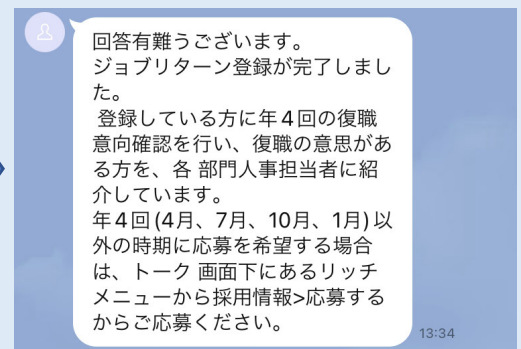 回答有難うございます。
ジョブリターン登録が完了しまし
た。
登録している方に年４回の復職
意向確認を行い、復職の意思があ
る方を、各 部門人事担当者に紹
介しています。
年４回(4月、7月、10月、1月)以
外の時期に応募を希望する場合
は、トーク 画面下にあるリッチ
メニューから採用情報>応募する
からご応募ください。
13:34